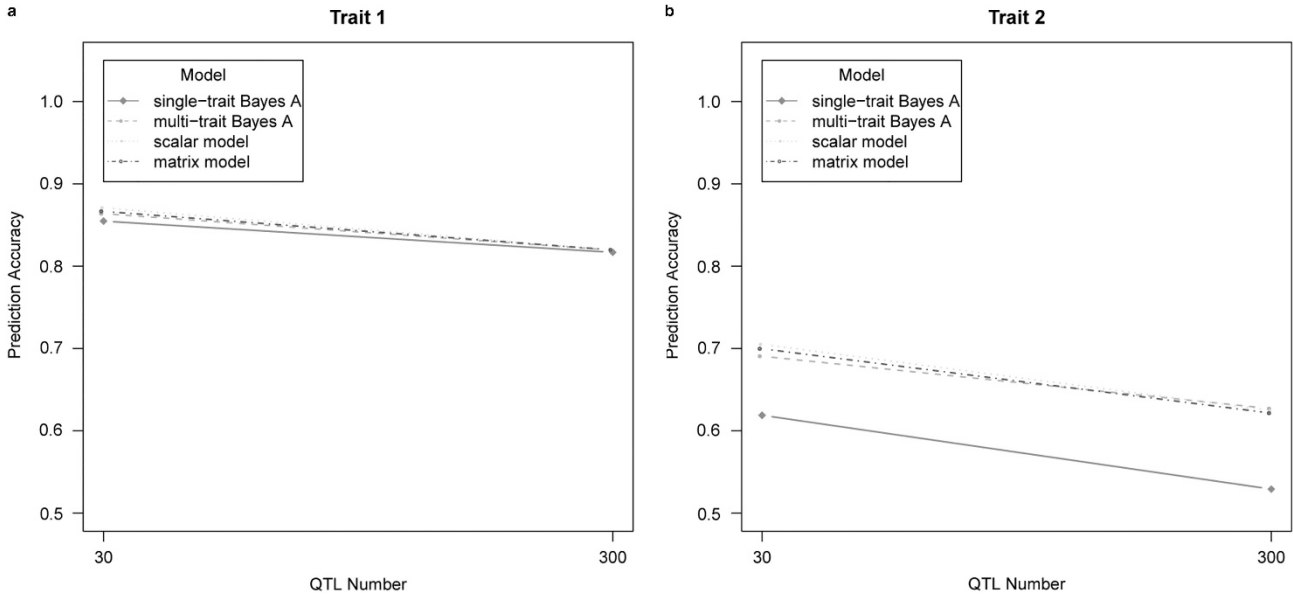 a
Trait 1
Model
single−trait Bayes A
multi−trait Bayes A
scalar model
matrix model
1.0
0.9
0.8
0.7
0.6
0.5
Prediction Accuracy
30
300
QTL Number
b
Trait 2
Model
single−trait Bayes A
multi−trait Bayes A
scalar model
matrix model
1.0
0.9
0.8
0.7
0.6
0.5
Prediction Accuracy
30
300
QTL Number